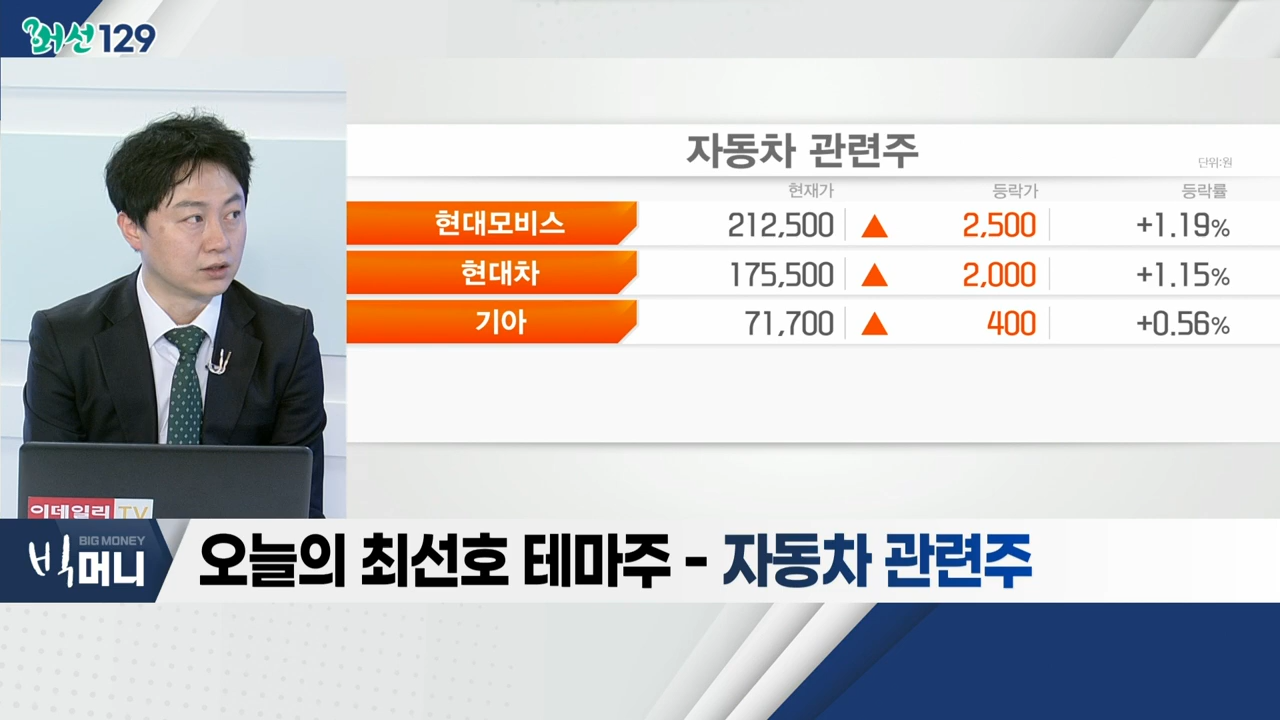 머선129
자동차 관련주
단위:원
현재가 등락가 등락률
현대모비스 212,500 ▲ 2,500 +1.19%
현대차 175,500 ▲ 2,000 +1.15%
기아 71,700 ▲ 400 +0.56%
이데일리 TV
BIG MONEY
빅머니
오늘의 최선호 테마주 - 자동차 관련주